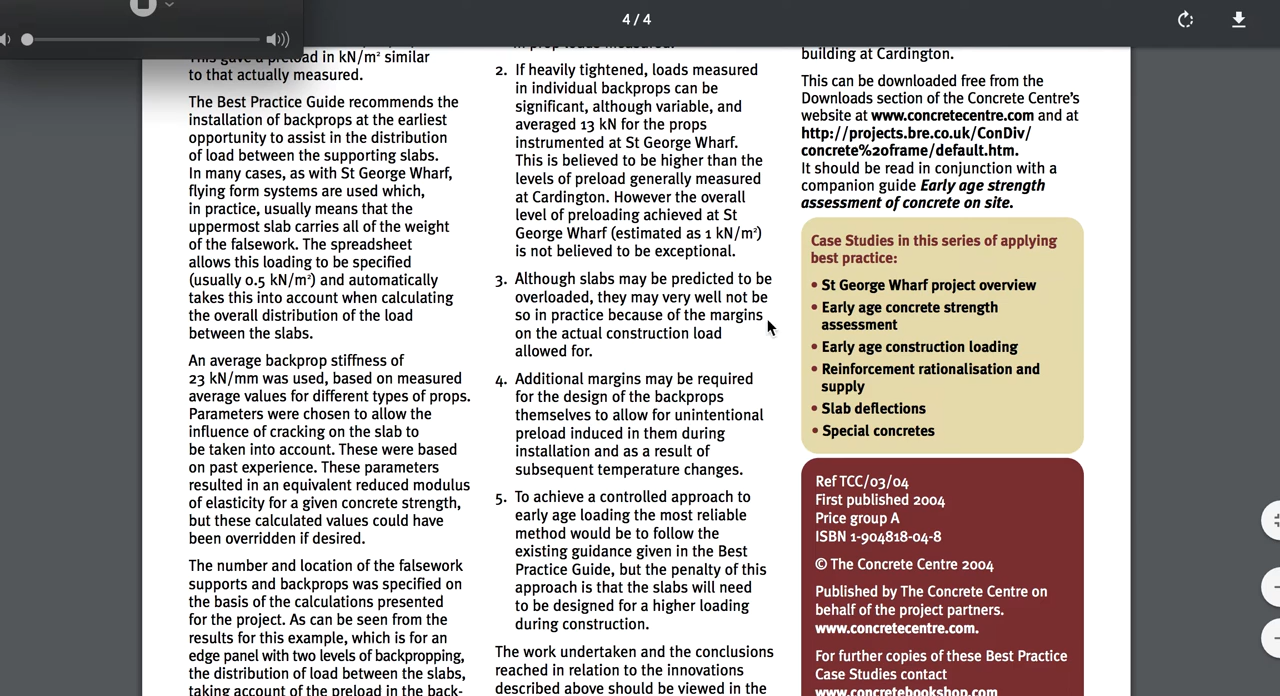 4 / 4
This gave a preload in kN/m² similar
to that actually measured.
The Best Practice Guide recommends the
installation of backprops at the earliest
opportunity to assist in the distribution
of load between the supporting slabs.
In many cases, as with St George Wharf,
flying form systems are used which,
in practice, usually means that the
uppermost slab carries all of the weight
of the falsework. The spreadsheet
allows this loading to be specified
(usually 0.5 kN/m²) and automatically
takes this into account when calculating
the overall distribution of the load
between the slabs.
An average backprop stiffness of
23 kN/mm was used, based on measured
average values for different types of props.
Parameters were chosen to allow the
influence of cracking on the slab to
be taken into account. These were based
on past experience. These parameters
resulted in an equivalent reduced modulus
of elasticity for a given concrete strength,
but these calculated values could have
been overridden if desired.
The number and location of the falsework
supports and backprops was specified on
the basis of the calculations presented
for the project. As can be seen from the
results for this example, which is for an
edge panel with two levels of backpropping,
the distribution of load between the slabs,
taking account of the preload in the back-
in prop loads measured.
2. If heavily tightened, loads measured
in individual backprops can be
significant, although variable, and
averaged 13 kN for the props
instrumented at St George Wharf.
This is believed to be higher than the
levels of preload generally measured
at Cardington. However the overall
level of preloading achieved at St
George Wharf (estimated as 1 kN/m²)
is not believed to be exceptional.
3. Although slabs may be predicted to be
overloaded, they may very well not be
so in practice because of the margins
on the actual construction load
allowed for.
4. Additional margins may be required
for the design of the backprops
themselves to allow for unintentional
preload induced in them during
installation and as a result of
subsequent temperature changes.
5. To achieve a controlled approach to
early age loading the most reliable
method would be to follow the
existing guidance given in the Best
Practice Guide, but the penalty of this
approach is that the slabs will need
to be designed for a higher loading
during construction.
The work undertaken and the conclusions
reached in relation to the innovations
described above should be viewed in the
building at Cardington.
This can be downloaded free from the
Downloads section of the Concrete Centre's
website at www.concretecentre.com and at
http://projects.bre.co.uk/ConDiv/
concrete%20frame/default.htm.
It should be read in conjunction with a
companion guide Early age strength
assessment of concrete on site.
Case Studies in this series of applying
best practice:
• St George Wharf project overview
• Early age concrete strength
assessment
• Early age construction loading
• Reinforcement rationalisation and
supply
• Slab deflections
• Special concretes
Ref TCC/03/04
First published 2004
Price group A
ISBN 1-904818-04-8
© The Concrete Centre 2004
Published by The Concrete Centre on
behalf of the project partners.
www.concretecentre.com.
For further copies of these Best Practice
Case Studies contact
www.concretebookshop.com